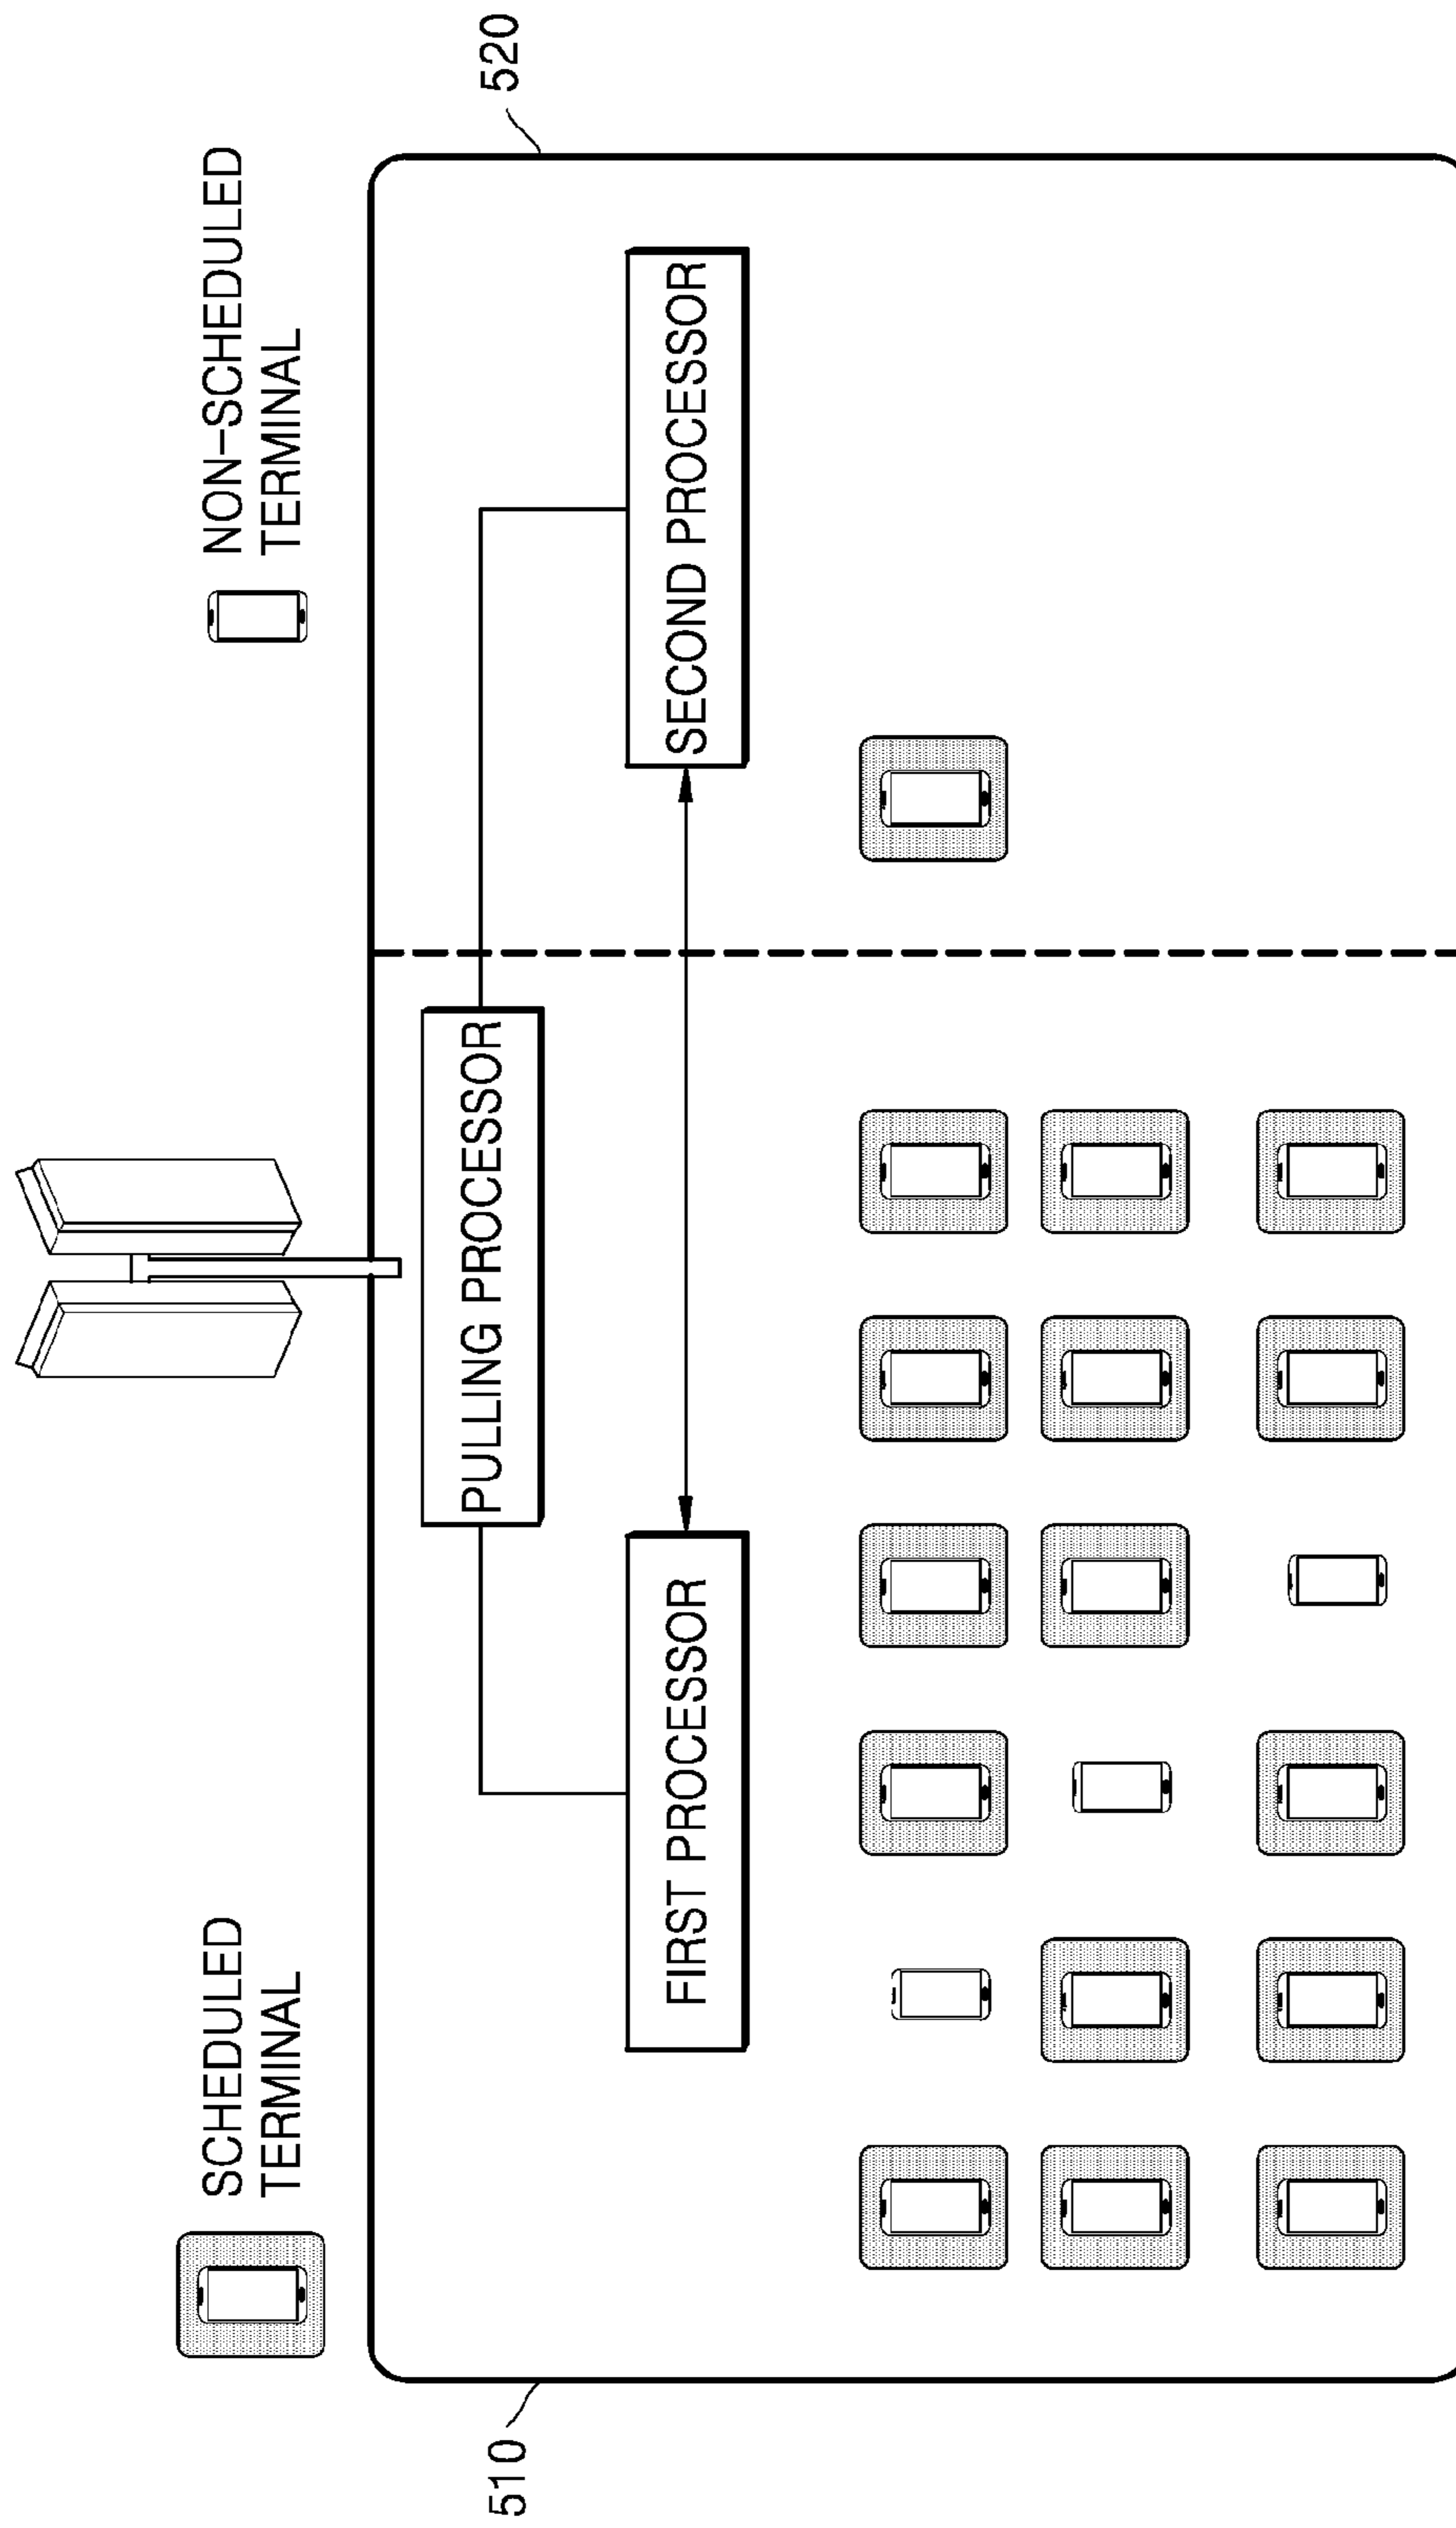 SCHEDULED
TERMINAL
NON-SCHEDULED
TERMINAL
510
520
PULLING PROCESSOR
FIRST PROCESSOR
SECOND PROCESSOR